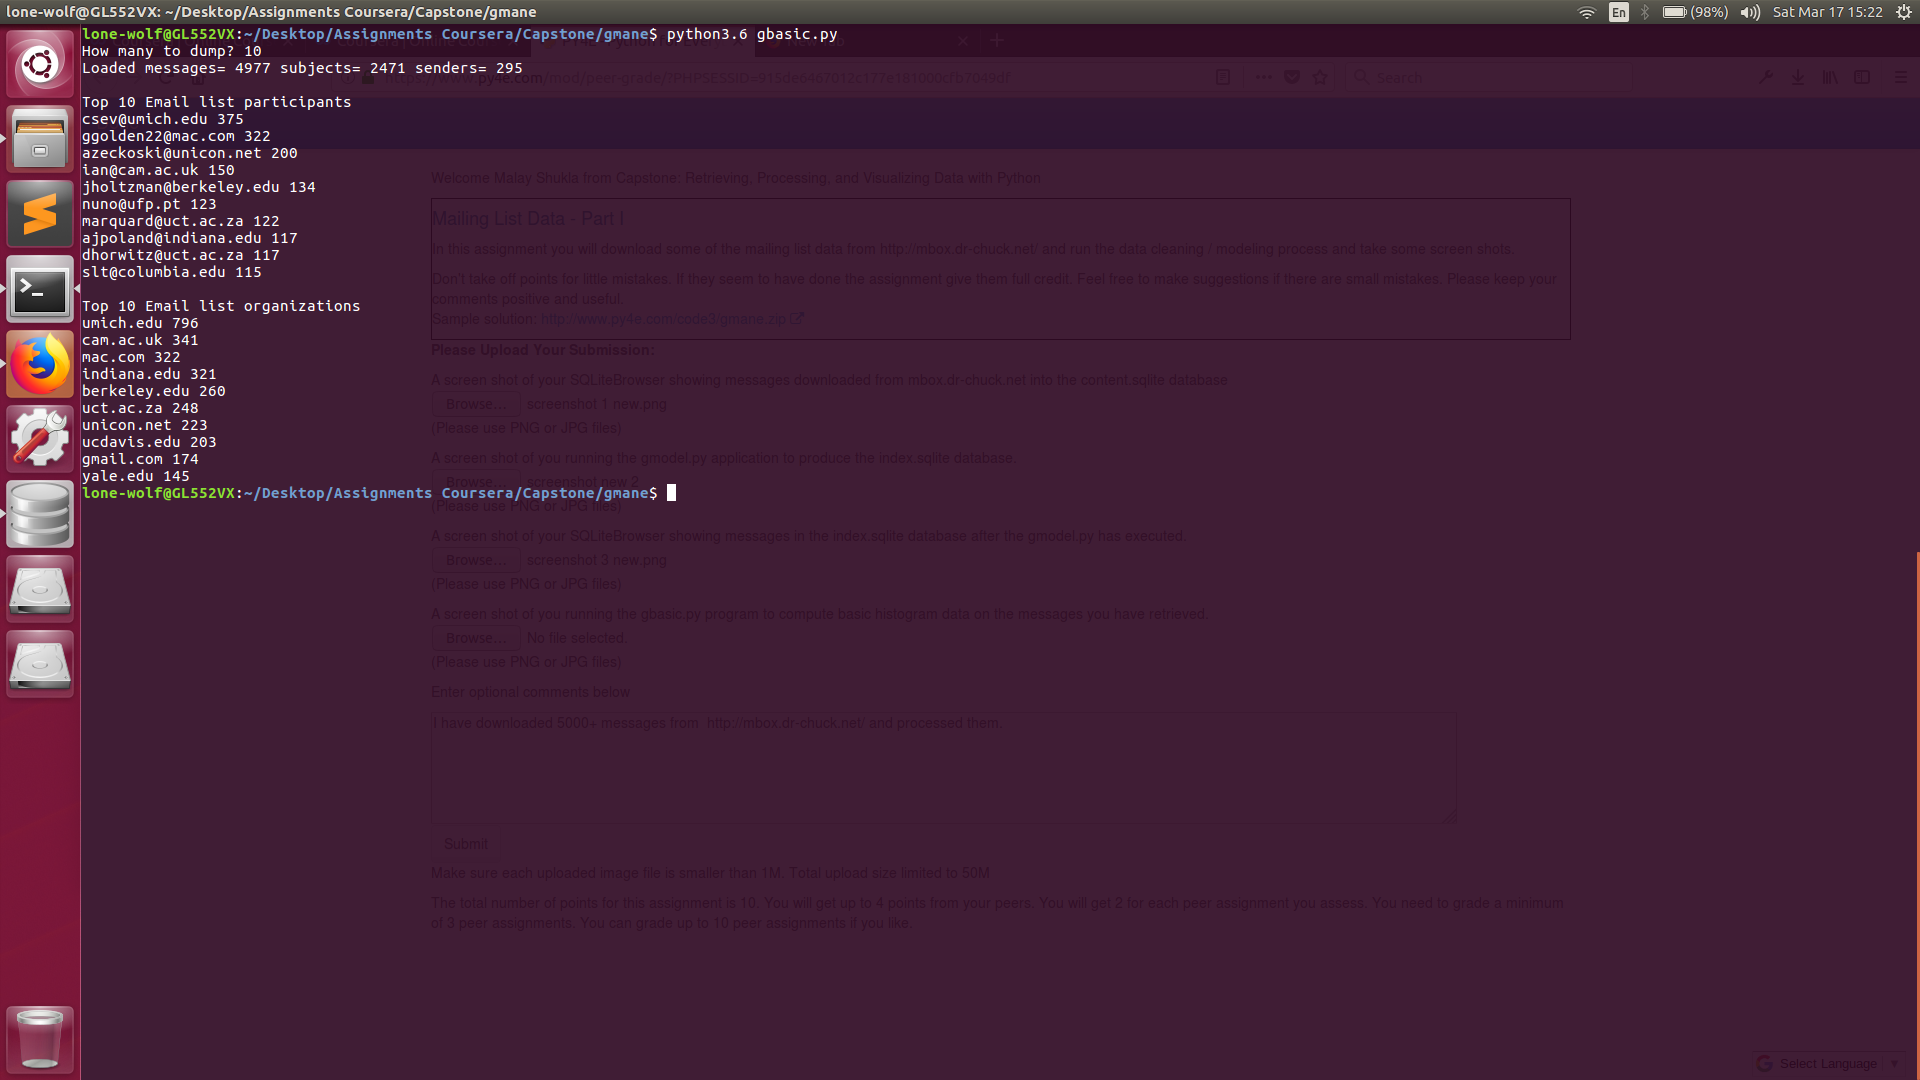 lone-wolf@GL552VX: ~/Desktop/Assignments Coursera/Capstone/gmane
En (98%) Sat Mar 17 15:22
lone-wolf@GL552VX:~/Desktop/Assignments Coursera/Capstone/gmane$ python3.6 gbasic.py
How many to dump? 10
Loaded messages= 4977 subjects= 2471 senders= 295
Search
Top 10 Email list participants
csev@umich.edu 375
ggolden22@mac.com 322
azeckoski@unicon.net 200
ian@cam.ac.uk 150
jholtzman@berkeley.edu 134
nuno@ufp.pt 123
marquard@uct.ac.za 122
ajpoland@indiana.edu 117
dhorwitz@uct.ac.za 117
slt@columbia.edu 115
Top 10 Email list organizations
umich.edu 796
cam.ac.uk 341
mac.com 322
indiana.edu 321
berkeley.edu 260
uct.ac.za 248
unicon.net 223
ucdavis.edu 203
gmail.com 174
yale.edu 145
lone-wolf@GL552VX:~/Desktop/Assignments Coursera/Capstone/gmane$
Welcome Malay Shukla from Capstone: Retrieving, Processing, and Visualizing Data with Python
Mailing List Data - Part I
In this assignment you will download some of the mailing list data from http://mbox.dr-chuck.net/ and run the data cleaning / modeling process and take some screen shots.
Don't take off points for little mistakes. If they seem to have done the assignment give them full credit. Feel free to make suggestions if there are small mistakes. Please keep your
comments positive and useful.
Sample solution: http://www.py4e.com/code3/gmane.zip
Please Upload Your Submission:
A screen shot of your SQLiteBrowser showing messages downloaded from mbox.dr-chuck.net into the content.sqlite database
Browse... screenshot 1 new.png
(Please use PNG or JPG files)
A screen shot of you running the gmodel.py application to produce the index.sqlite database.
Browse... screenshot new 2
(Please use PNG or JPG files)
A screen shot of your SQLiteBrowser showing messages in the index.sqlite database after the gmodel.py has executed.
Browse... screenshot 3 new.png
(Please use PNG or JPG files)
A screen shot of you running the gbasic.py program to compute basic histogram data on the messages you have retrieved.
Browse... No file selected.
(Please use PNG or JPG files)
Enter optional comments below
I have downloaded 5000+ messages from http://mbox.dr-chuck.net/ and processed them.
Submit
Make sure each uploaded image file is smaller than 1M. Total upload size limited to 50M
The total number of points for this assignment is 10. You will get up to 4 points from your peers. You will get 2 for each peer assignment you assess. You need to grade a minimum
of 3 peer assignments. You can grade up to 10 peer assignments if you like.
Select Language